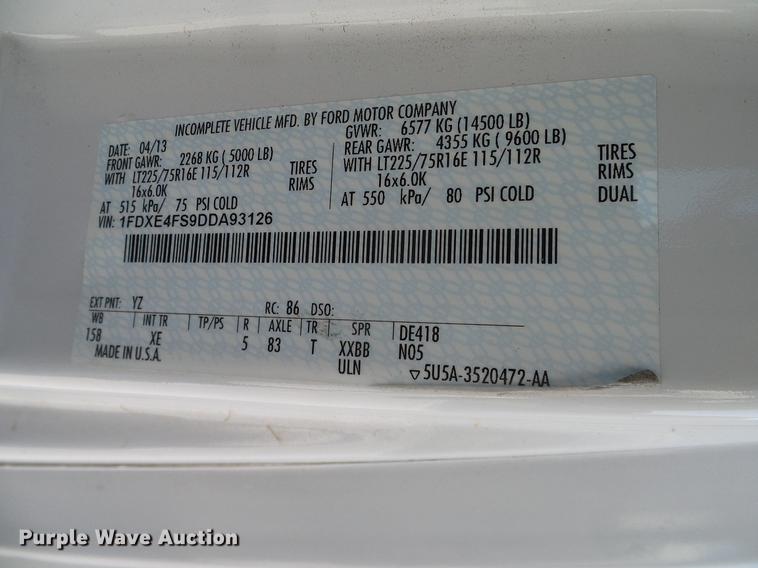 INCOMPLETE VEHICLE MFD. BY FORD MOTOR COMPANY
DATE: 04/13 GVWR: 6577 KG (14500 LB)
FRONT GAWR: 2268 KG ( 5000 LB) REAR GAWR: 4355 KG ( 9600 LB)
WITH LT225/75R16E 115/112R TIRES WITH LT225/75R16E 115/112R TIRES
16x6.0K RIMS 16x6.0K RIMS
AT 515 kPa/ 75 PSI COLD AT 550 kPa/ 80 PSI COLD DUAL
VIN: 1FDXE4FS9DDA93126
EXT PNT: YZ RC: 86 DSO:
WB INT TR TP/PS R AXLE TR SPR DE418
158 XE 5 83 T XXBB N05
MADE IN U.S.A. ULN ▽5U5A-3520472-AA
Purple Wave Auction